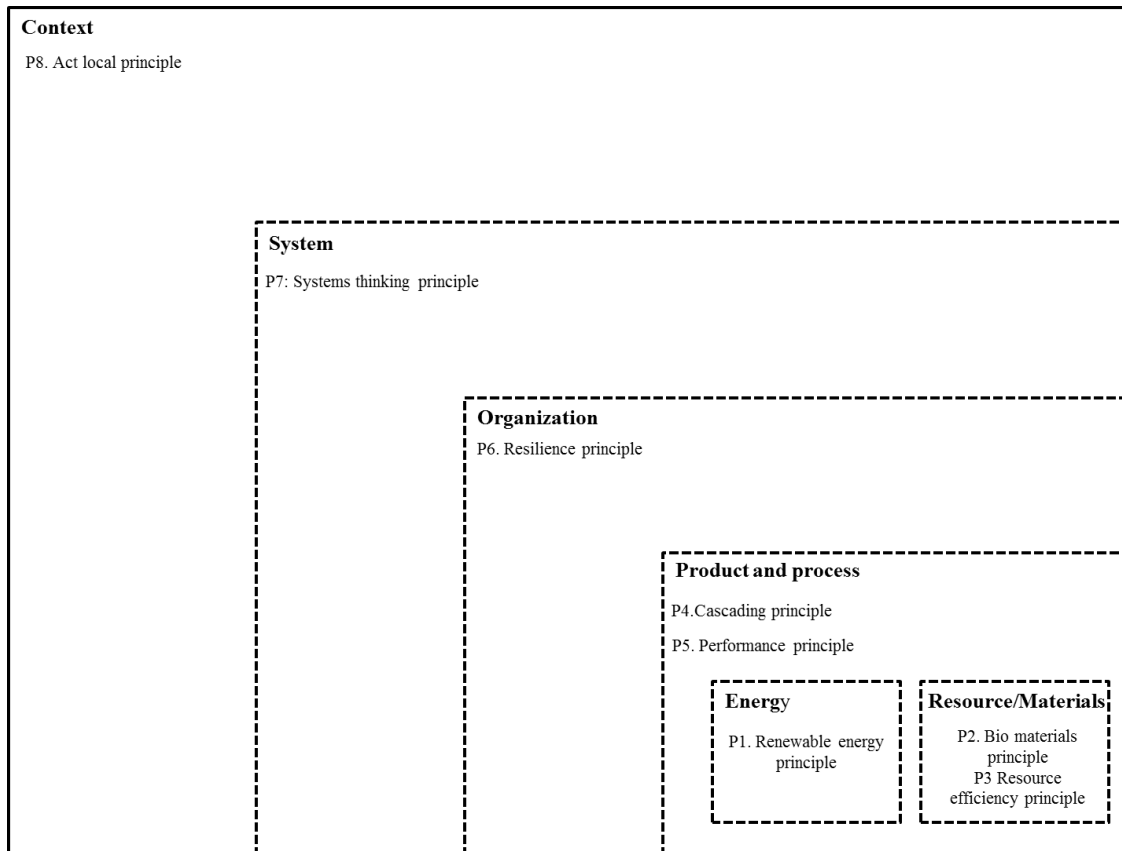 Context
P8. Act local principle
System
P7: Systems thinking principle
Organization
P6. Resilience principle
Product and process
P4.Cascading principle
P5. Performance principle
Energy
P1. Renewable energy
principle
Resource/Materials
P2. Bio materials
principle
P3 Resource
efficiency principle